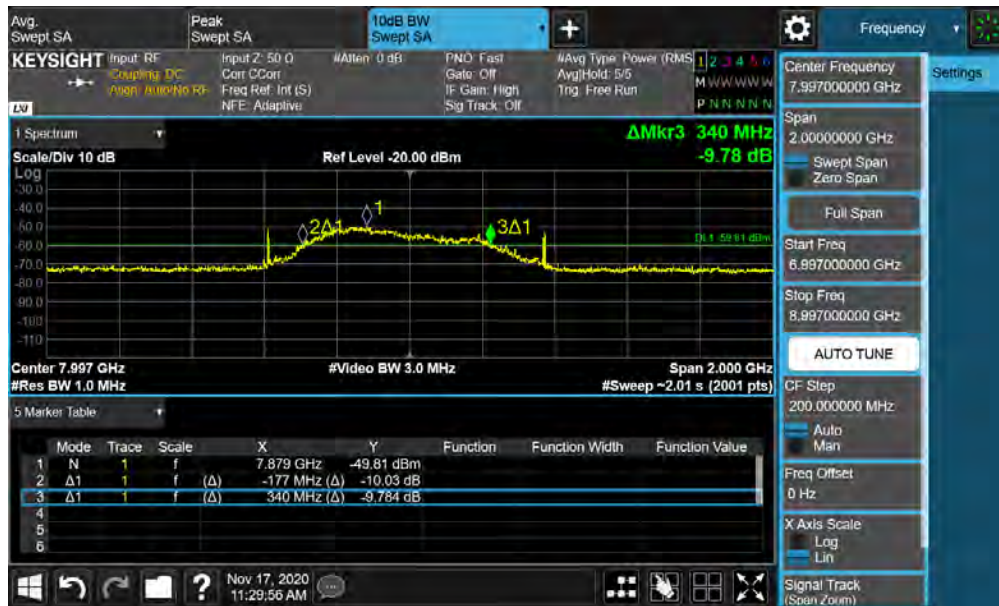 Avg. Swept SA
Peak Swept SA
10dB BW Swept SA
Frequency
KEYSIGHT
Input: RF
Coupling: DC
Align: Auto/No RF
Input Z: 50 Ω
Corr CCorr
Freq Ref: Int (S)
NFE: Adaptive
#Atten: 0 dB
PNO: Fast
Gate: Off
IF Gain: High
Sig Track: Off
#Avg Type: Power (RMS
Avg|Hold: 5/5
Trig: Free Run
1 2 3 4 5 6
M W W W W W
P N N N N N
LXI
1 Spectrum
Scale/Div 10 dB
Ref Level -20.00 dBm
ΔMkr3 340 MHz
-9.78 dB
Log
-30.0
-40.0
-50.0
-60.0
-70.0
-80.0
-90.0
-100
-110
2Δ1
1
3Δ1
DL1 -59.81 dBm
Center 7.997 GHz
#Video BW 3.0 MHz
Span 2.000 GHz
#Res BW 1.0 MHz
#Sweep ~2.01 s (2001 pts)
5 Marker Table
Mode Trace Scale X Y Function Function Width Function Value
1 N 1 f 7.879 GHz -49.81 dBm
2 Δ1 1 f (Δ) -177 MHz (Δ) -10.03 dB
3 Δ1 1 f (Δ) 340 MHz (Δ) -9.784 dB
4
5
6
Nov 17, 2020
11:29:56 AM
Center Frequency
7.997000000 GHz
Settings
Span
2.00000000 GHz
Swept Span
Zero Span
Full Span
Start Freq
6.997000000 GHz
Stop Freq
8.997000000 GHz
AUTO TUNE
CF Step
200.000000 MHz
Auto
Man
Freq Offset
0 Hz
X Axis Scale
Log
Lin
Signal Track
(Span Zoom)